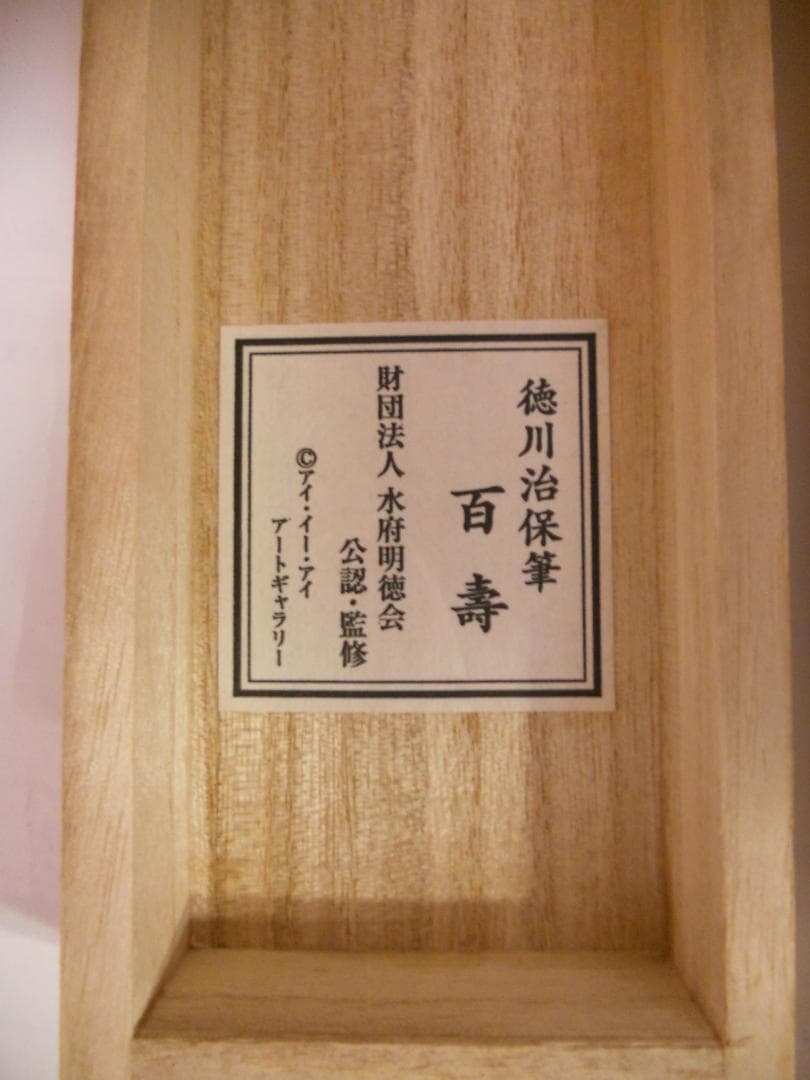 徳川治保筆
百壽
財団法人 水府明徳会
公認・監修
©アイ・イー・アイ
アートギャラリー